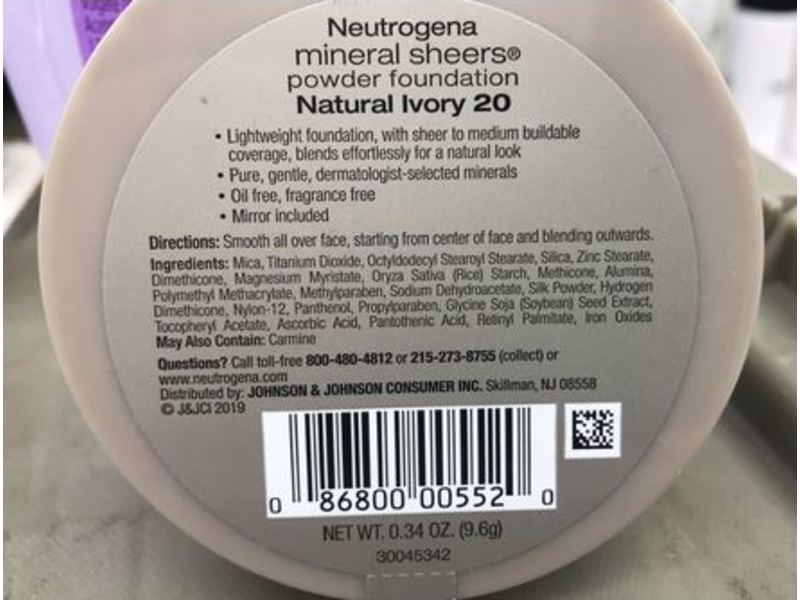 Neutrogena
mineral sheers®
powder foundation
Natural Ivory 20
• Lightweight foundation, with sheer to medium buildable
coverage, blends effortlessly for a natural look
• Pure, gentle, dermatologist-selected minerals
• Oil free, fragrance free
• Mirror included
Directions: Smooth all over face, starting from center of face and blending outwards.
Ingredients: Mica, Titanium Dioxide, Octyldodecyl Stearoyl Stearate, Silica, Zinc Stearate,
Dimethicone, Magnesium Myristate, Oryza Sativa (Rice) Starch, Methicone, Alumina,
Polymethyl Methacrylate, Methylparaben, Sodium Dehydroacetate, Silk Powder, Hydrogen
Dimethicone, Nylon-12, Panthenol, Propylparaben, Glycine Soja (Soybean) Seed Extract,
Tocopheryl Acetate, Ascorbic Acid, Pantothenic Acid, Retinyl Palmitate, Iron Oxides
May Also Contain: Carmine
Questions? Call toll-free 800-480-4812 or 215-273-8755 (collect) or
www.neutrogena.com
Distributed by: JOHNSON & JOHNSON CONSUMER INC. Skillman, NJ 08558
© J&JCI 2019
0 86800 00552 0
NET WT. 0.34 OZ. (9.6g)
30045342